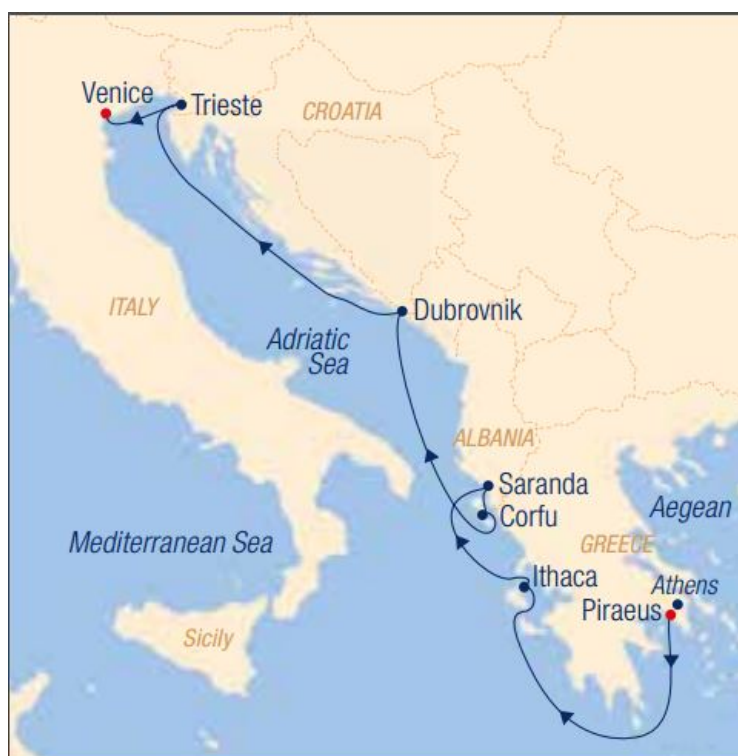 Venice
Trieste
CROATIA
ITALY
Dubrovnik
Adriatic
Sea
ALBANIA
Saranda
Corfu
Aegean
Mediterranean Sea
GREECE
Ithaca
Athens
Piraeus
Sicily